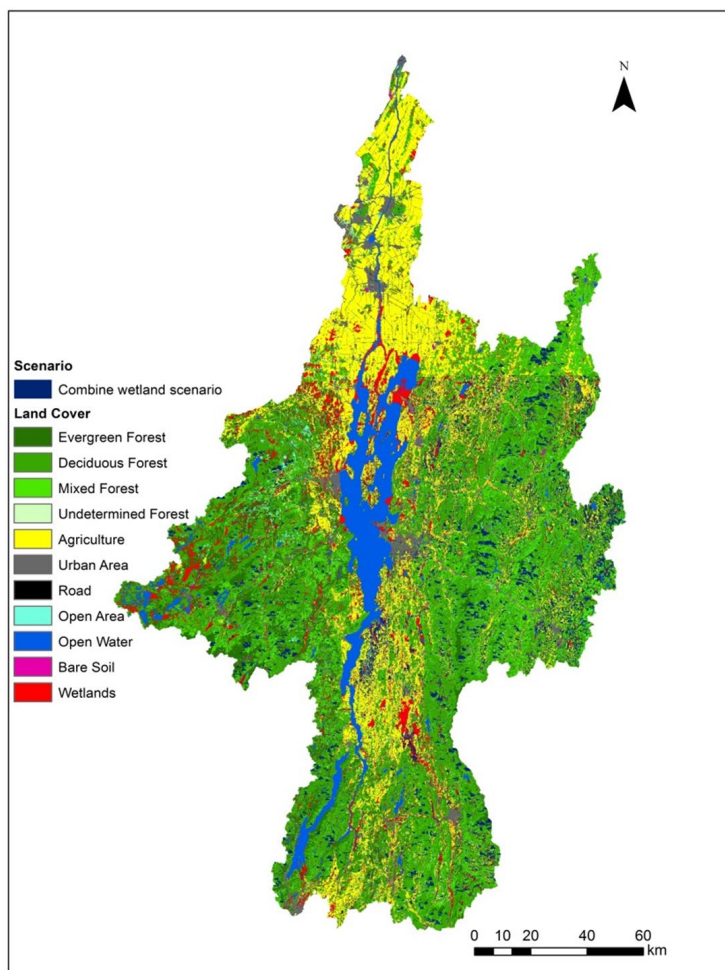 N
Scenario
Combine wetland scenario
Land Cover
Evergreen Forest
Deciduous Forest
Mixed Forest
Undetermined Forest
Agriculture
Urban Area
Road
Open Area
Open Water
Bare Soil
Wetlands
0 10 20 40 60
km